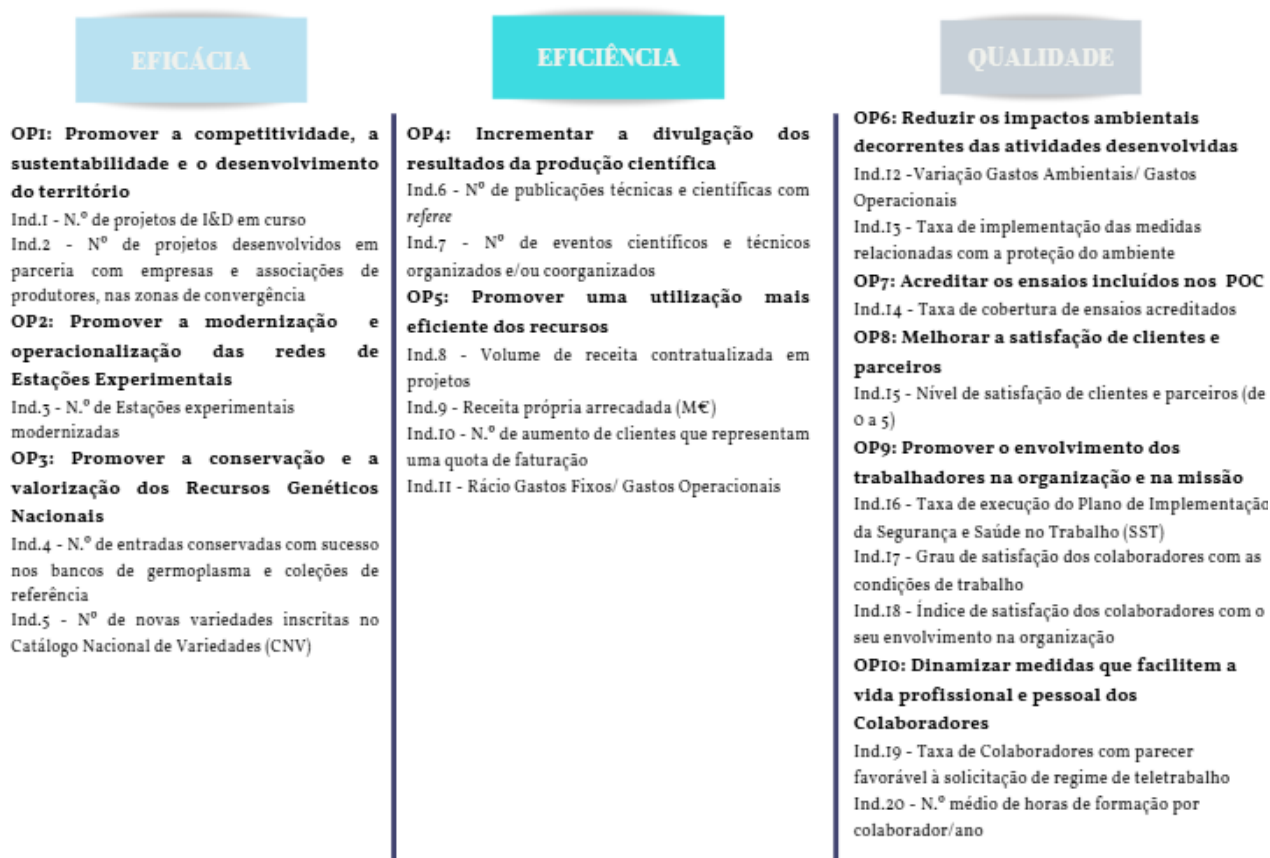 EFICÁCIA
OP1: Promover a competitividade, a
sustentabilidade e o desenvolvimento
do território
Ind.1 - N.º de projetos de I&D em curso
Ind.2 - Nº de projetos desenvolvidos em
parceria com empresas e associações de
produtores, nas zonas de convergência
OP2: Promover a modernização e
operacionalização das redes de
Estações Experimentais
Ind.3 - N.º de Estações experimentais
modernizadas
OP3: Promover a conservação e a
valorização dos Recursos Genéticos
Nacionais
Ind.4 - N.º de entradas conservadas com sucesso
nos bancos de germoplasma e coleções de
referência
Ind.5 - Nº de novas variedades inscritas no
Catálogo Nacional de Variedades (CNV)
EFICIÊNCIA
OP4: Incrementar a divulgação dos
resultados da produção científica
Ind.6 - Nº de publicações técnicas e científicas com
referee
Ind.7 - Nº de eventos científicos e técnicos
organizados e/ou coorganizados
OP5: Promover uma utilização mais
eficiente dos recursos
Ind.8 - Volume de receita contratualizada em
projetos
Ind.9 - Receita própria arrecadada (M€)
Ind.10 - N.º de aumento de clientes que representam
uma quota de faturação
Ind.11 - Rácio Gastos Fixos/ Gastos Operacionais
QUALIDADE
OP6: Reduzir os impactos ambientais
decorrentes das atividades desenvolvidas
Ind.12 -Variação Gastos Ambientais/ Gastos
Operacionais
Ind.13 - Taxa de implementação das medidas
relacionadas com a proteção do ambiente
OP7: Acreditar os ensaios incluídos nos POC
Ind.14 - Taxa de cobertura de ensaios acreditados
OP8: Melhorar a satisfação de clientes e
parceiros
Ind.15 - Nível de satisfação de clientes e parceiros (de
0 a 5)
OP9: Promover o envolvimento dos
trabalhadores na organização e na missão
Ind.16 - Taxa de execução do Plano de Implementação
da Segurança e Saúde no Trabalho (SST)
Ind.17 - Grau de satisfação dos colaboradores com as
condições de trabalho
Ind.18 - Índice de satisfação dos colaboradores com o
seu envolvimento na organização
OP10: Dinamizar medidas que facilitem a
vida profissional e pessoal dos
Colaboradores
Ind.19 - Taxa de Colaboradores com parecer
favorável à solicitação de regime de teletrabalho
Ind.20 - N.º médio de horas de formação por
colaborador/ano